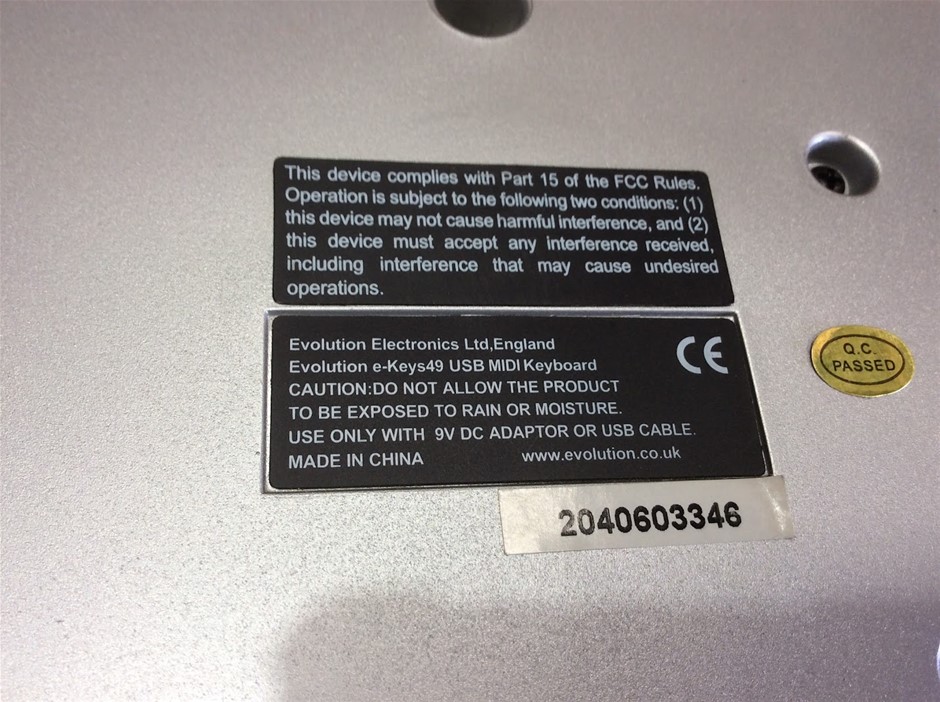 This device complies with Part 15 of the FCC Rules.
Operation is subject to the following two conditions: (1)
this device may not cause harmful interference, and (2)
this device must accept any interference received,
including interference that may cause undesired
operations.
Evolution Electronics Ltd,England
Evolution e-Keys49 USB MIDI Keyboard
CAUTION:DO NOT ALLOW THE PRODUCT
TO BE EXPOSED TO RAIN OR MOISTURE.
USE ONLY WITH 9V DC ADAPTOR OR USB CABLE.
MADE IN CHINA www.evolution.co.uk
CE
Q.C.
PASSED
2040603346